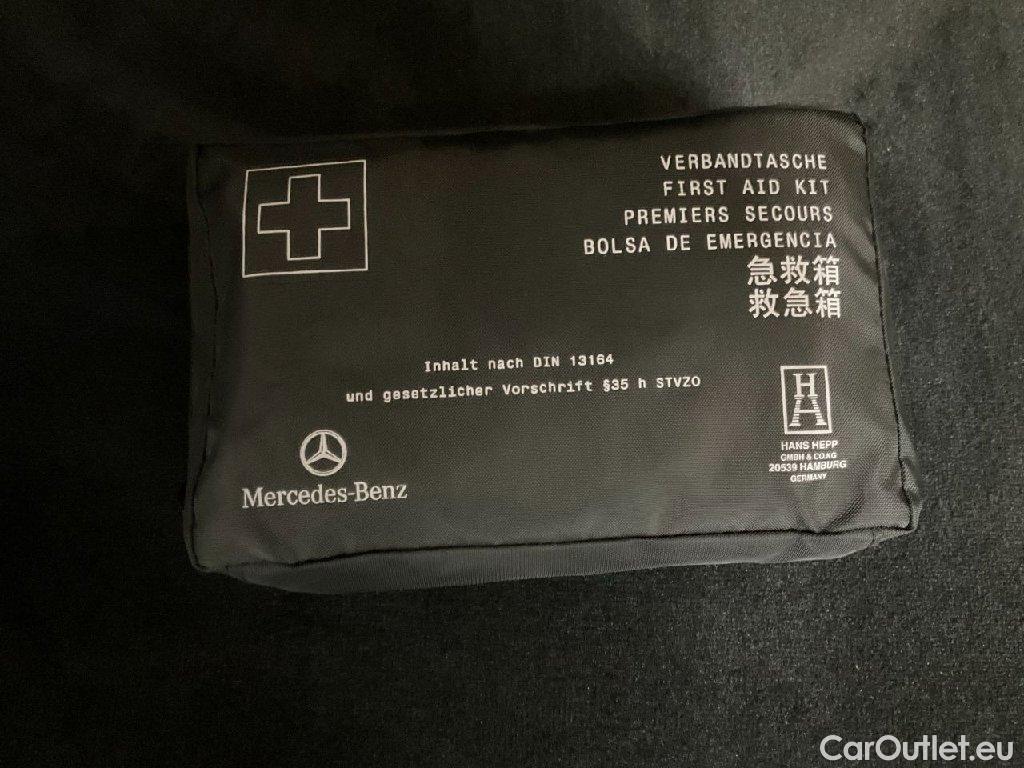 VERBANDTASCHE
FIRST AID KIT
PREMIERS SECOURS
BOLSA DE EMERGENCIA
急救箱
救急箱
Inhalt nach DIN 13164
und gesetzlicher Vorschrift §35 h STVZO
Mercedes-Benz
HA
HANS HEPP
GMBH & CO.KG
20539 HAMBURG
GERMANY
CarOutlet.eu